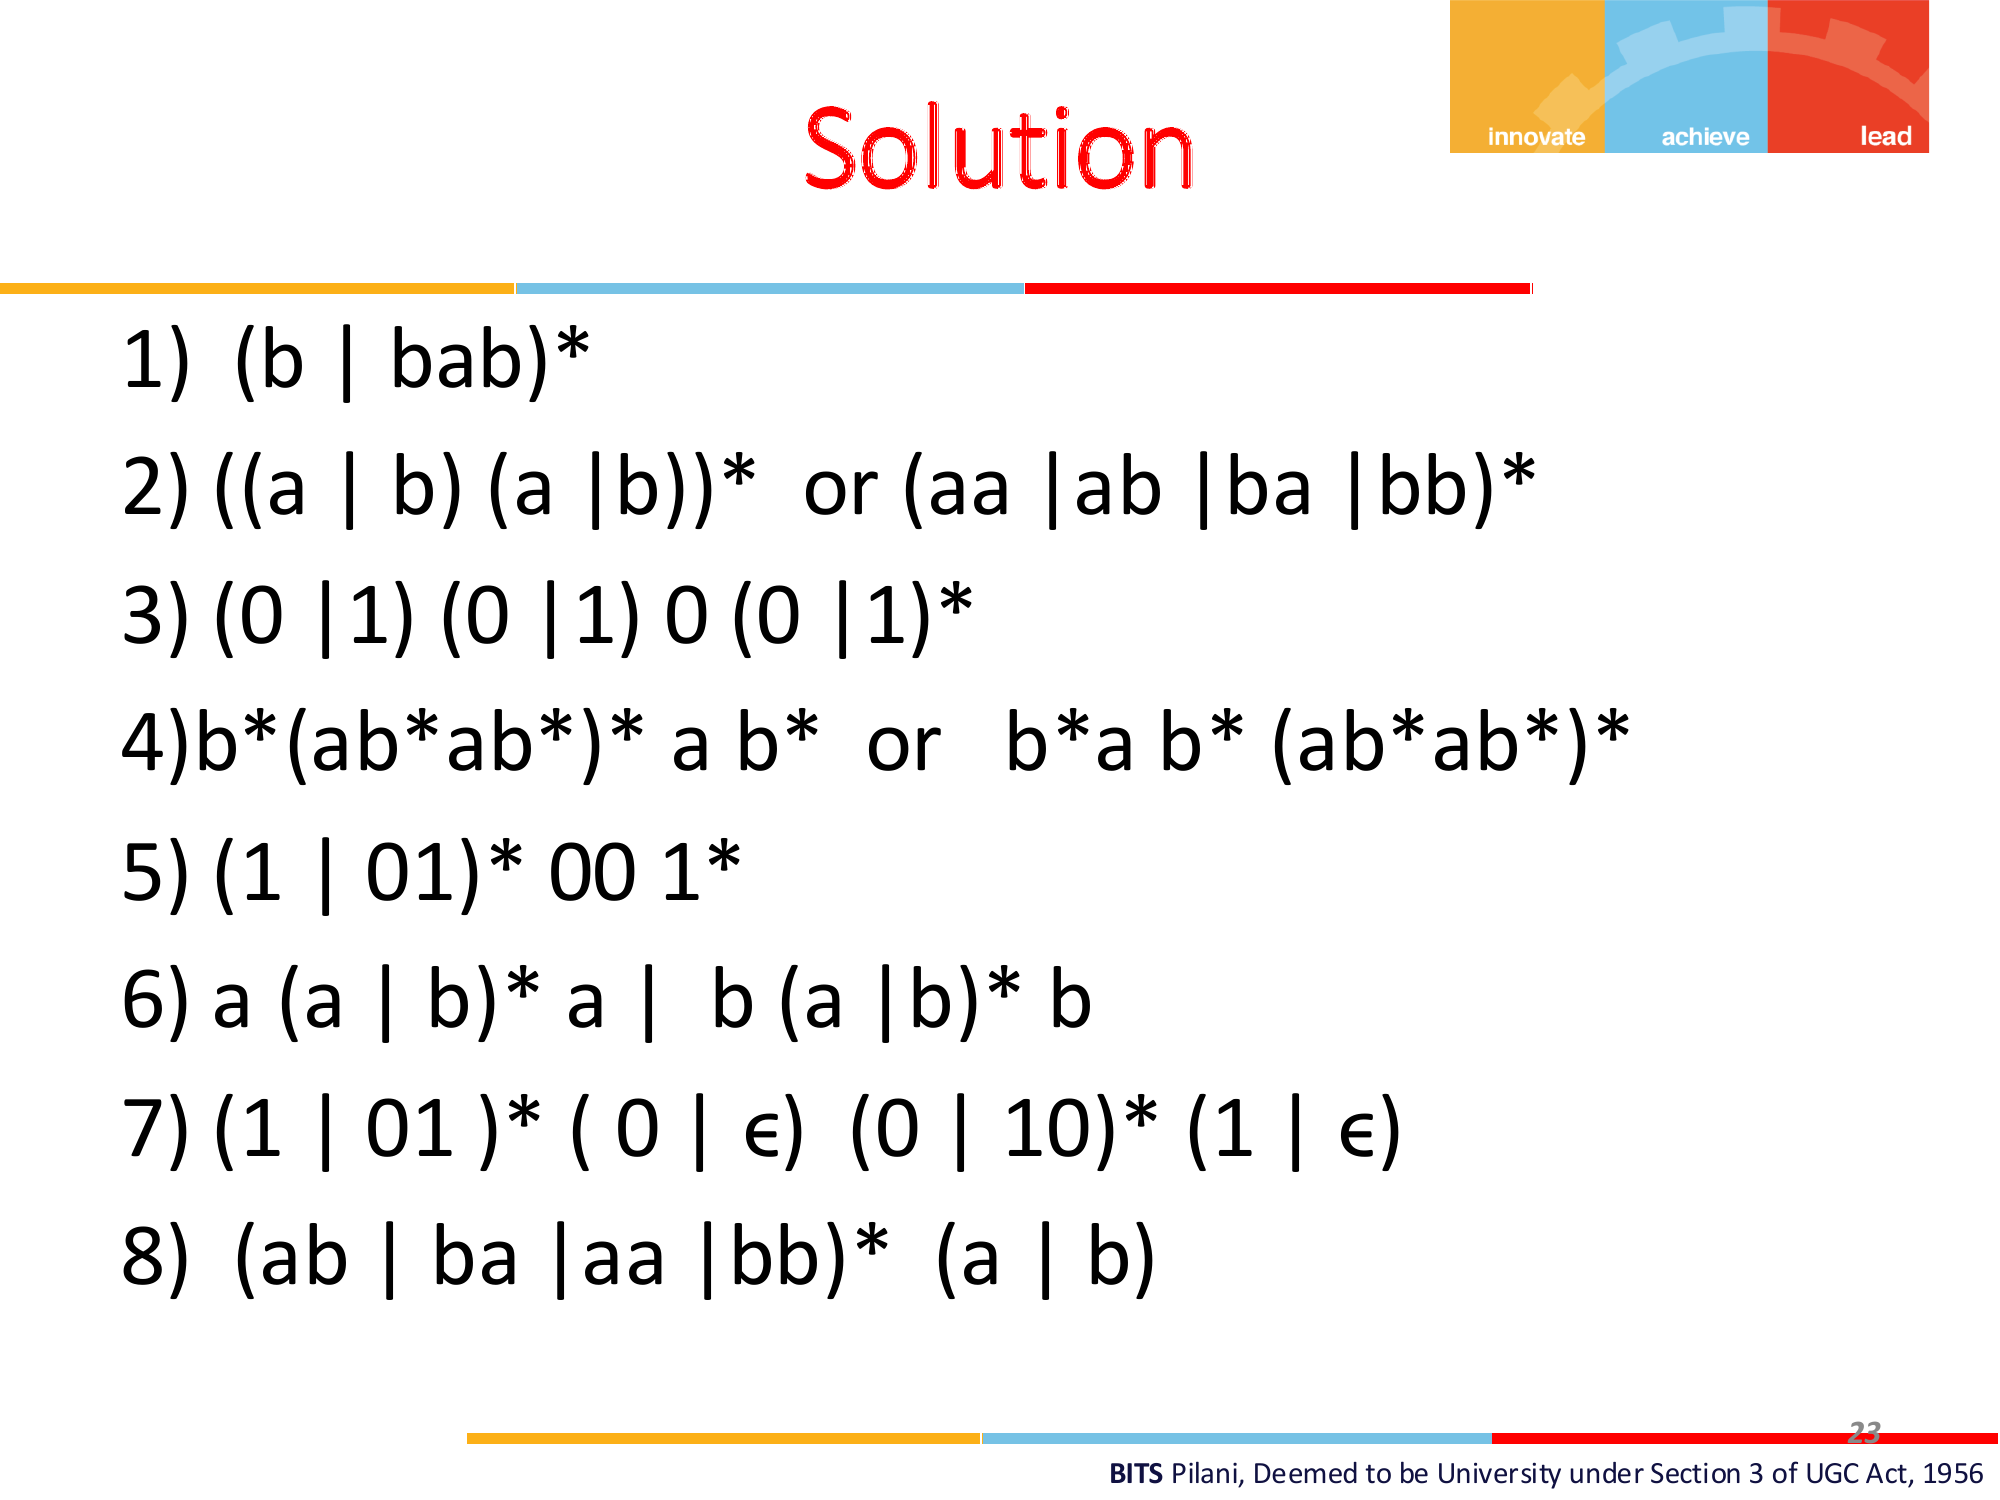 Solution
innovate achieve lead
1) (b | bab)*
2) ((a | b) (a |b))* or (aa |ab |ba |bb)*
3) (0 |1) (0 |1) 0 (0 |1)*
4)b*(ab*ab*)* a b* or b*a b* (ab*ab*)*
5) (1 | 01)* 00 1*
6) a (a | b)* a | b (a |b)* b
7) (1 | 01 )* ( 0 | ϵ) (0 | 10)* (1 | ϵ)
8) (ab | ba |aa |bb)* (a | b)
23
BITS Pilani, Deemed to be University under Section 3 of UGC Act, 1956